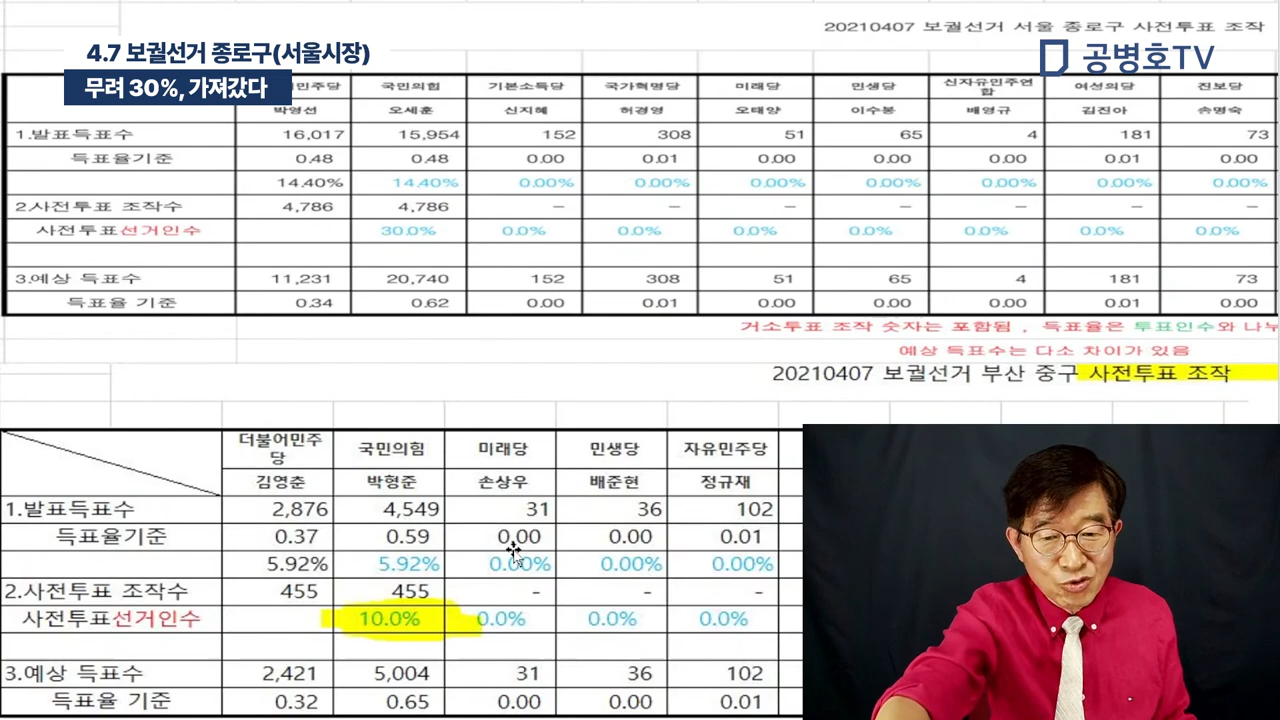 20210407 보궐선거 서울 종로구 사전투표 조작
4.7 보궐선거 종로구(서울시장)
무려 30%, 가져갔다
공병호TV
민주당 국민의힘 기본소득당 국가혁명당 미래당 민생당 신자유민주연합 여성의당 진보당
박영선 오세훈 신지혜 허경영 오태양 이수봉 배영규 김진아 송명숙
1.발표득표수 16,017 15,954 152 308 51 65 4 181 73
득표율기준 0.48 0.48 0.00 0.01 0.00 0.00 0.00 0.01 0.00
14.40% 14.40% 0.00% 0.00% 0.00% 0.00% 0.00% 0.00% 0.00%
2.사전투표 조작수 4,786 4,786 - - - - - - -
사전투표선거인수 30.0% 0.0% 0.0% 0.0% 0.0% 0.0% 0.0% 0.0%
3.예상 득표수 11,231 20,740 152 308 51 65 4 181 73
득표율 기준 0.34 0.62 0.00 0.01 0.00 0.00 0.00 0.01 0.00
거소투표 조작 숫자는 포함됨 , 득표율은 투표인수와 나누
예상 득표수는 다소 차이가 있음
20210407 보궐선거 부산 중구 사전투표 조작
더불어민주당 국민의힘 미래당 민생당 자유민주당
김영춘 박형준 손상우 배준현 정규재
1.발표득표수 2,876 4,549 31 36 102
득표율기준 0.37 0.59 0.00 0.00 0.01
5.92% 5.92% 0.00% 0.00% 0.00%
2.사전투표 조작수 455 455 - - -
사전투표선거인수 10.0% 0.0% 0.0% 0.0%
3.예상 득표수 2,421 5,004 31 36 102
득표율 기준 0.32 0.65 0.00 0.00 0.01